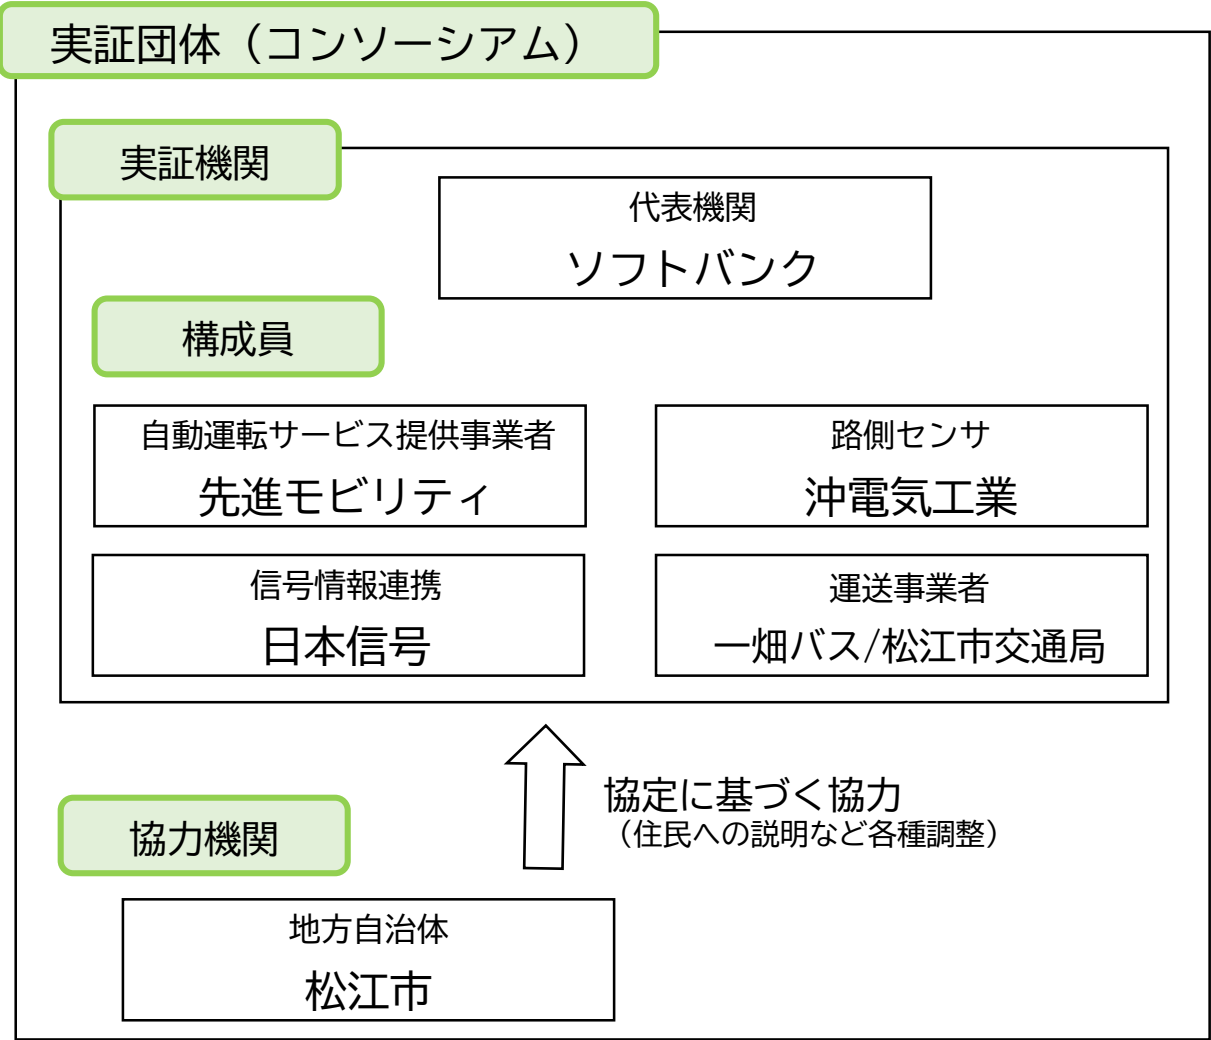 実証団体（コンソーシアム）
実証機関
代表機関
ソフトバンク
構成員
自動運転サービス提供事業者
先進モビリティ
路側センサ
沖電気工業
信号情報連携
日本信号
運送事業者
一畑バス/松江市交通局
協定に基づく協力
（住民への説明など各種調整）
協力機関
地方自治体
松江市